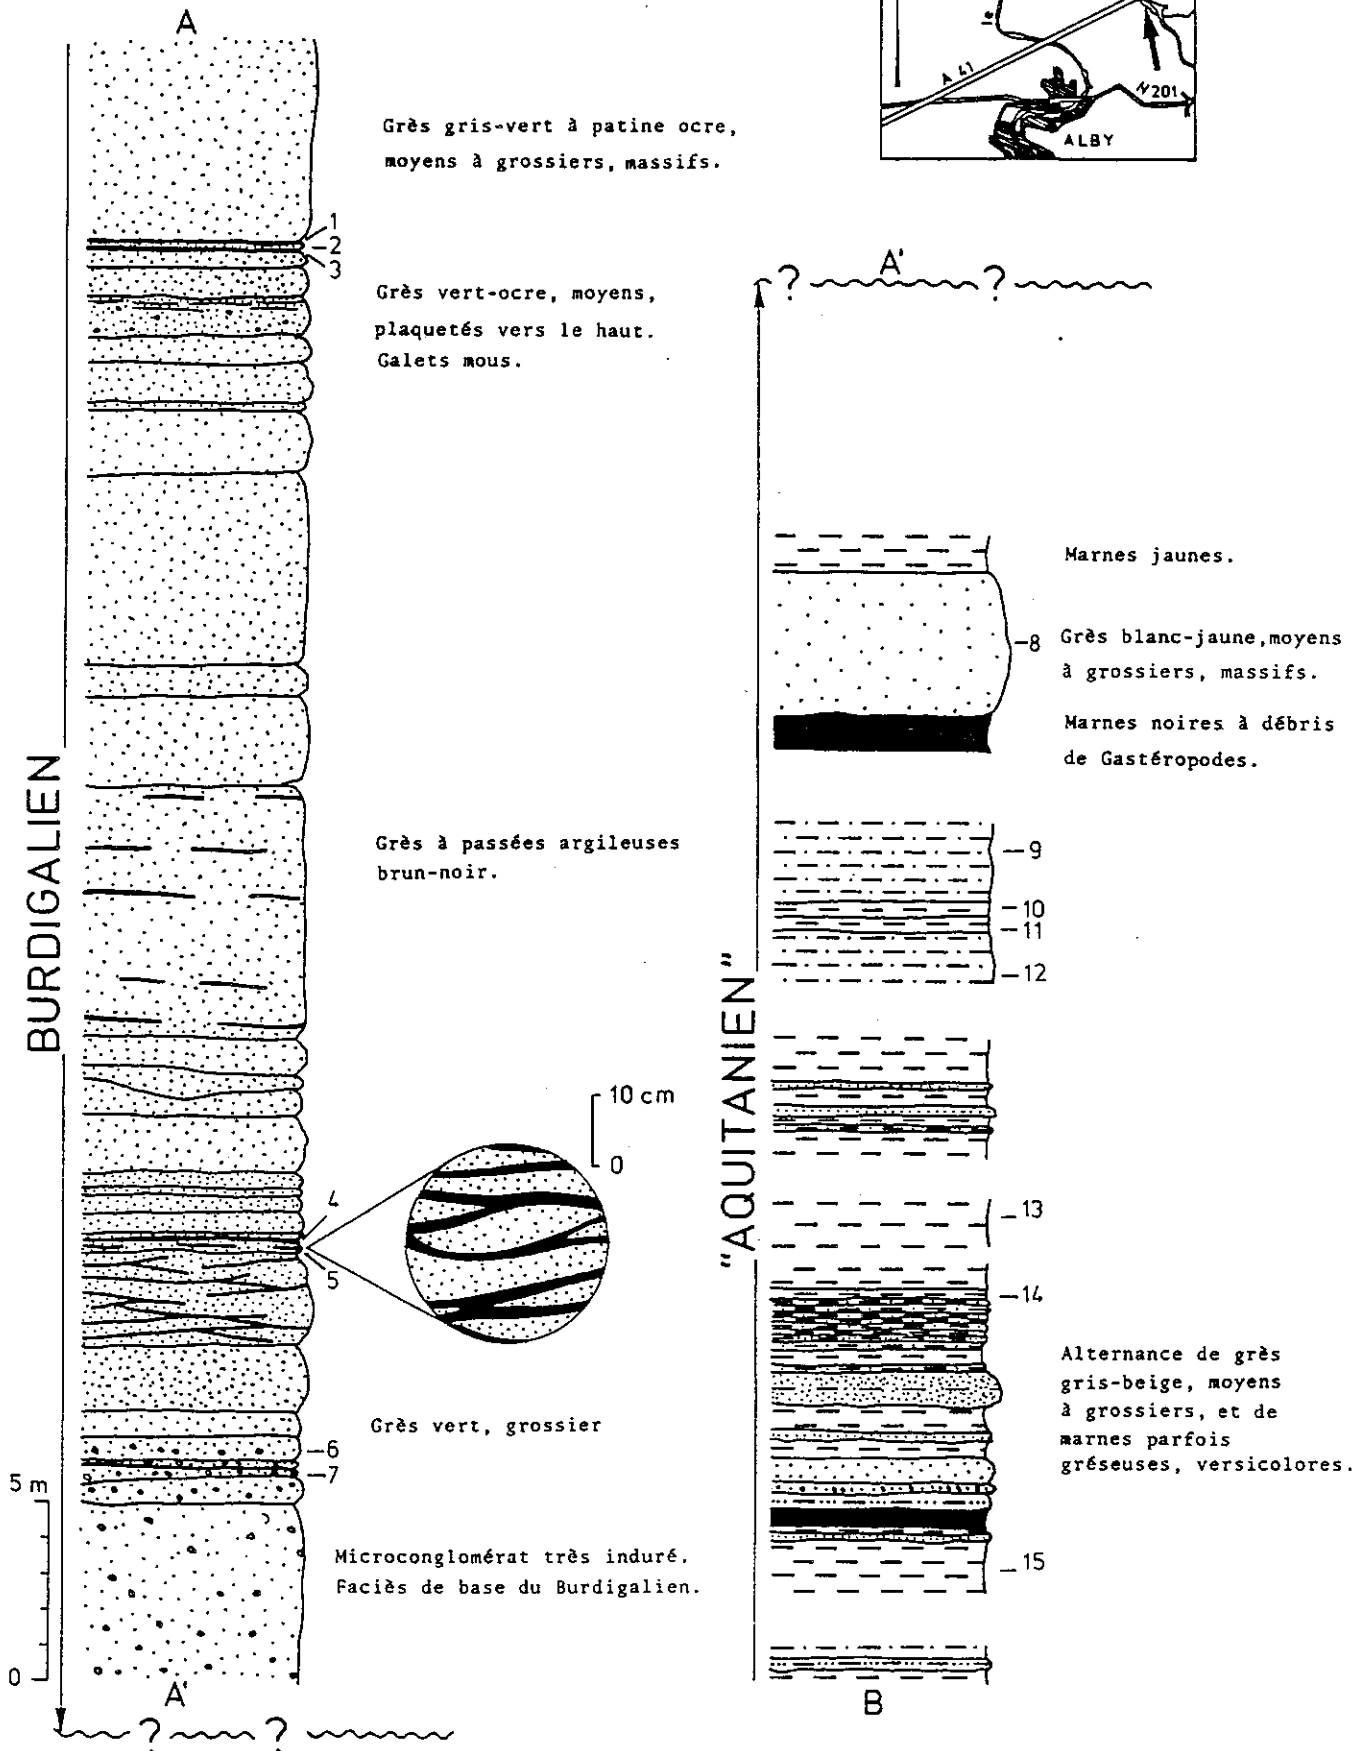 A
Grès gris-vert à patine ocre,
moyens à grossiers, massifs.
1
2
3
Grès vert-ocre, moyens,
plaquetés vers le haut.
Galets mous.
BURDIGALIEN
Grès à passées argileuses
brun-noir.
10 cm
0
4
5
Grès vert, grossier
6
7
5 m
0
Microconglomérat très induré.
Faciès de base du Burdigalien.
A'
? ?
le
A 41
N 201
ALBY
? A' ?
Marnes jaunes.
8
Grès blanc-jaune, moyens
à grossiers, massifs.
Marnes noires à débris
de Gastéropodes.
9
10
11
12
"AQUITANIEN"
13
14
Alternance de grès
gris-beige, moyens
à grossiers, et de
marnes parfois
gréseuses, versicolores.
15
B